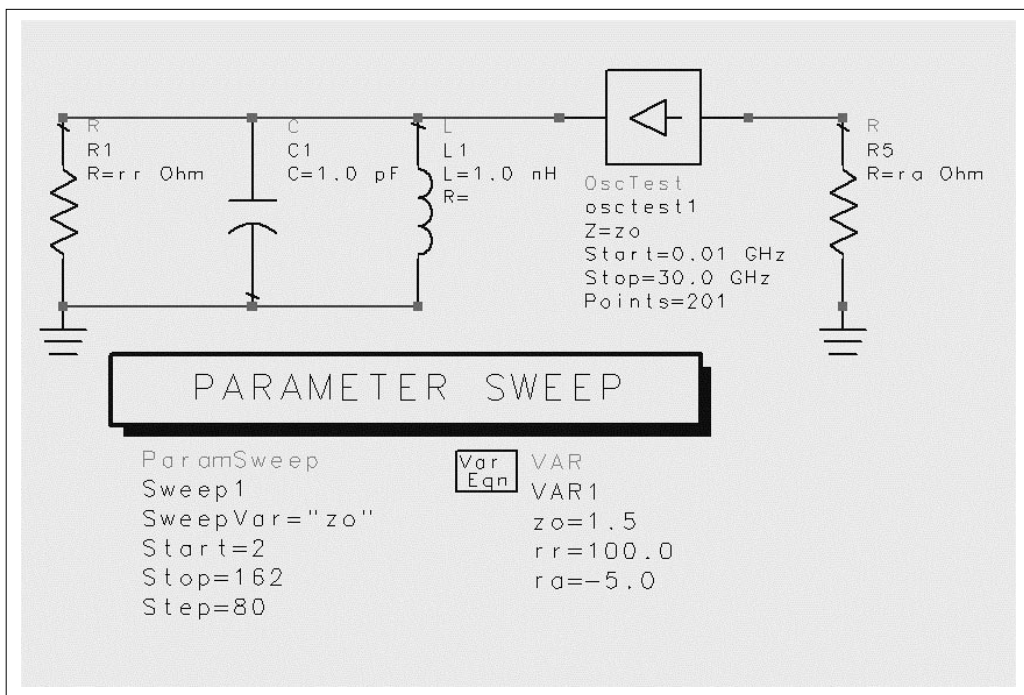 R
R1
R=rr Ohm
C
C1
C=1.0 pF
L
L1
L=1.0 nH
R=
OscTest
osctest1
Z=zo
Start=0.01 GHz
Stop=30.0 GHz
Points=201
R
R5
R=ra Ohm
PARAMETER SWEEP
ParamSweep
Sweep1
SweepVar="zo"
Start=2
Stop=162
Step=80
Var
Eqn
VAR
VAR1
zo=1.5
rr=100.0
ra=-5.0